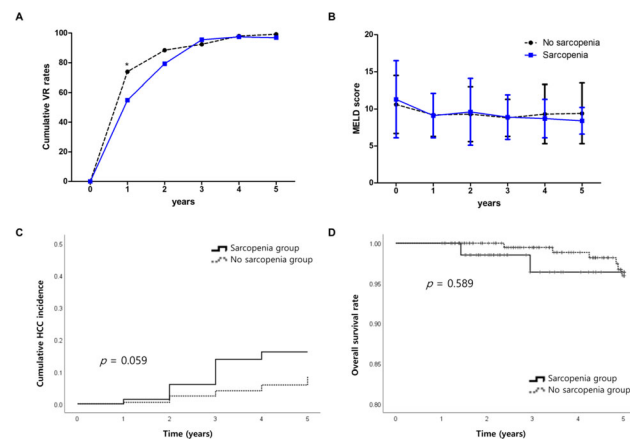 A
Cumulative VR rates
100
80
60
40
20
0
*
0 1 2 3 4 5
years
B
No sarcopenia
Sarcopenia
MELD score
20
15
10
5
0
0 1 2 3 4 5
years
C
Sarcopenia group
No sarcopenia group
Cumulative HCC incidence
0.5
0.4
0.3
0.2
0.1
0.0
p = 0.059
0 1 2 3 4 5
Time (years)
D
Overall survival rate
1.00
0.95
0.90
0.85
0.80
p = 0.589
Sarcopenia group
No sarcopenia group
0 1 2 3 4 5
Time (years)